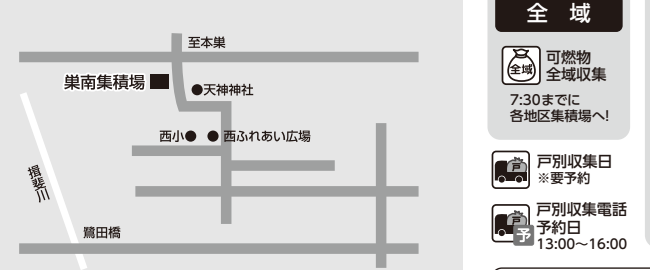 至本巣
巣南集積場
●天神神社
西小●
●西ふれあい広場
揖斐川
鷺田橋
全域
全域
可燃物
全域収集
7:30までに
各地区集積場へ!
戸別収集日
※要予約
予
戸別収集電話
予約日
13:00～16:00